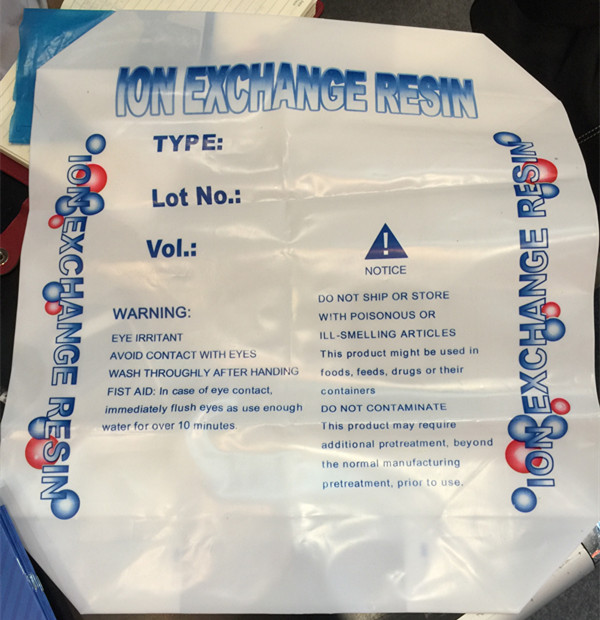 ION EXCHANGE RESIN
TYPE:
Lot No.:
Vol.:
WARNING:
EYE IRRITANT
AVOID CONTACT WITH EYES
WASH THROUGHLY AFTER HANDING
FIST AID: In case of eye contact,
immediately flush eyes as use enough
water for over 10 minutes.
!
NOTICE
DO NOT SHIP OR STORE
WITH POISONOUS OR
ILL-SMELLING ARTICLES
This product might be used in
foods, feeds, drugs or their
containers
DO NOT CONTAMINATE
This product may require
additional pretreatment, beyond
the normal manufacturing
pretreatment, prior to use.
ION EXCHANGE RESIN
ION EXCHANGE RESIN